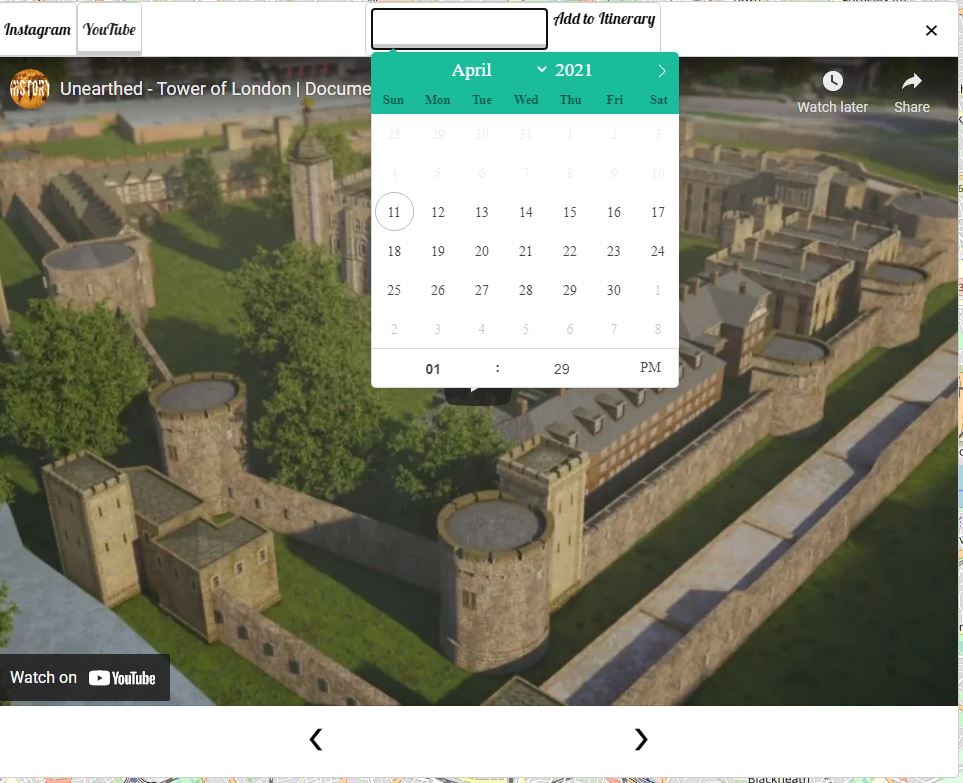 Instagram
YouTube
Add to Itinerary
Unearthed - Tower of London | Docume
Watch later
Share
April 2021
Sun Mon Tue Wed Thu Fri Sat
28 29 30 31 1 2 3
4 5 6 7 8 9 10
11 12 13 14 15 16 17
18 19 20 21 22 23 24
25 26 27 28 29 30 1
2 3 4 5 6 7 8
01 : 29 PM
Watch on YouTube
Blackheath